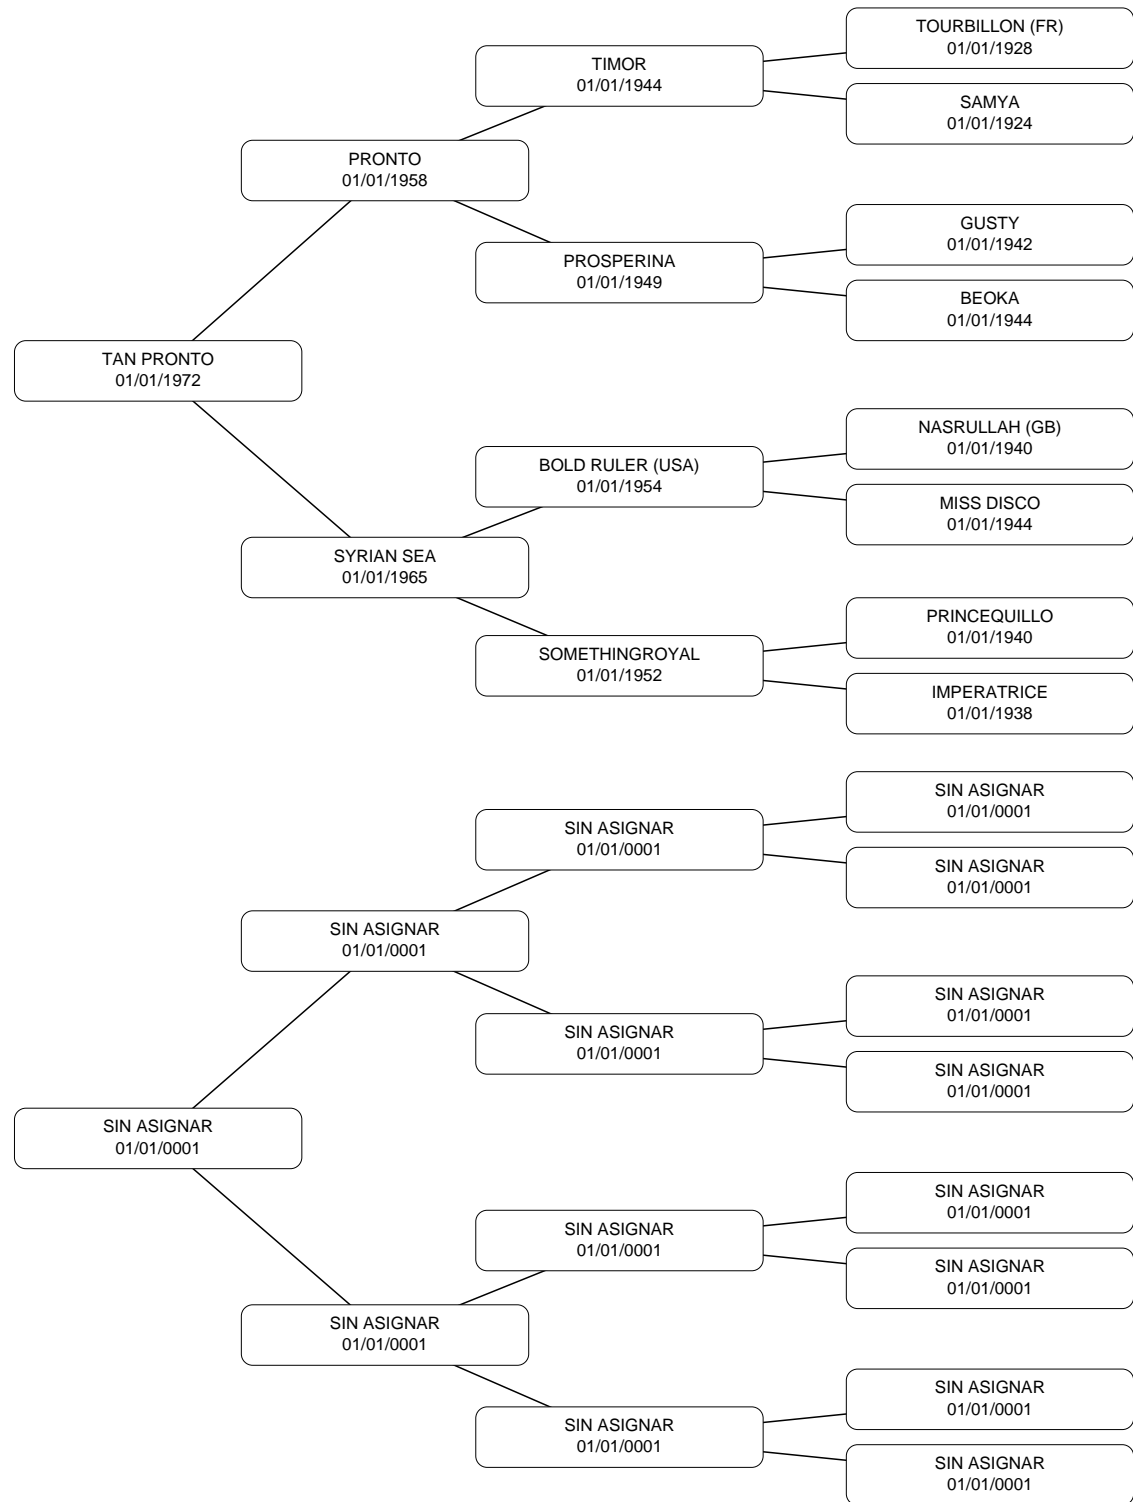 TOURBILLON (FR)
01/01/1928
TIMOR
01/01/1944
SAMYA
01/01/1924
PRONTO
01/01/1958
GUSTY
01/01/1942
PROSPERINA
01/01/1949
BEOKA
01/01/1944
TAN PRONTO
01/01/1972
NASRULLAH (GB)
01/01/1940
BOLD RULER (USA)
01/01/1954
MISS DISCO
01/01/1944
SYRIAN SEA
01/01/1965
PRINCEQUILLO
01/01/1940
SOMETHINGROYAL
01/01/1952
IMPERATRICE
01/01/1938
SIN ASIGNAR
01/01/0001
SIN ASIGNAR
01/01/0001
SIN ASIGNAR
01/01/0001
SIN ASIGNAR
01/01/0001
SIN ASIGNAR
01/01/0001
SIN ASIGNAR
01/01/0001
SIN ASIGNAR
01/01/0001
SIN ASIGNAR
01/01/0001
SIN ASIGNAR
01/01/0001
SIN ASIGNAR
01/01/0001
SIN ASIGNAR
01/01/0001
SIN ASIGNAR
01/01/0001
SIN ASIGNAR
01/01/0001
SIN ASIGNAR
01/01/0001
SIN ASIGNAR
01/01/0001